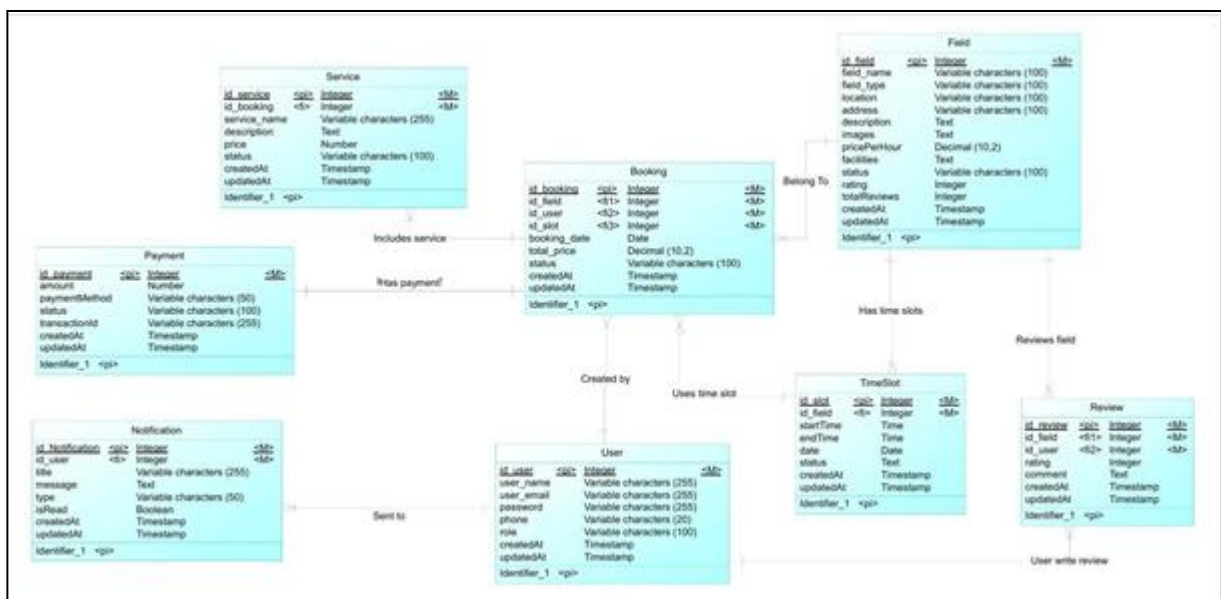 Service
id_service <pi> Integer <M>
id_booking <fi> Integer <M>
service_name Variable characters (255)
description Text
price Number
status Variable characters (100)
createdAt Timestamp
updatedAt Timestamp
Identifier_1 <pi>
Field
id_field <pi> Integer <M>
field_name Variable characters (100)
field_type Variable characters (100)
location Variable characters (100)
address Variable characters (100)
description Text
images Text
pricePerHour Decimal (10,2)
facilities Text
status Variable characters (100)
rating Integer
totalReviews Integer
createdAt Timestamp
updatedAt Timestamp
Identifier_1 <pi>
Booking
id_booking <pi> Integer <M>
id_field <fi1> Integer <M>
id_user <fi2> Integer <M>
id_slot <fi3> Integer <M>
booking_date Date
total_price Decimal (10,2)
status Variable characters (100)
createdAt Timestamp
updatedAt Timestamp
Identifier_1 <pi>
Belong To
Includes service
Payment
id_payment <pi> Integer <M>
amount Number
paymentMethod Variable characters (50)
status Variable characters (100)
transactionId Variable characters (255)
createdAt Timestamp
updatedAt Timestamp
Identifier_1 <pi>
Has payment
Has time slots
Reviews field
Created by
Uses time slot
TimeSlot
id_slot <pi> Integer <M>
id_field <fi> Integer <M>
startTime Time
endTime Time
date Date
status Text
createdAt Timestamp
updatedAt Timestamp
Identifier_1 <pi>
Review
id_review <pi> Integer <M>
id_field <fi1> Integer <M>
id_user <fi2> Integer <M>
rating Integer
comment Text
createdAt Timestamp
updatedAt Timestamp
Identifier_1 <pi>
Notification
id_Notification <pi> Integer <M>
id_user <fi> Integer <M>
title Variable characters (255)
message Text
type Variable characters (50)
isRead Boolean
createdAt Timestamp
updatedAt Timestamp
Identifier_1 <pi>
Sent to
User
id_user <pi> Integer <M>
user_name Variable characters (255)
user_email Variable characters (255)
password Variable characters (255)
phone Variable characters (20)
role Variable characters (100)
createdAt Timestamp
updatedAt Timestamp
Identifier_1 <pi>
User write review